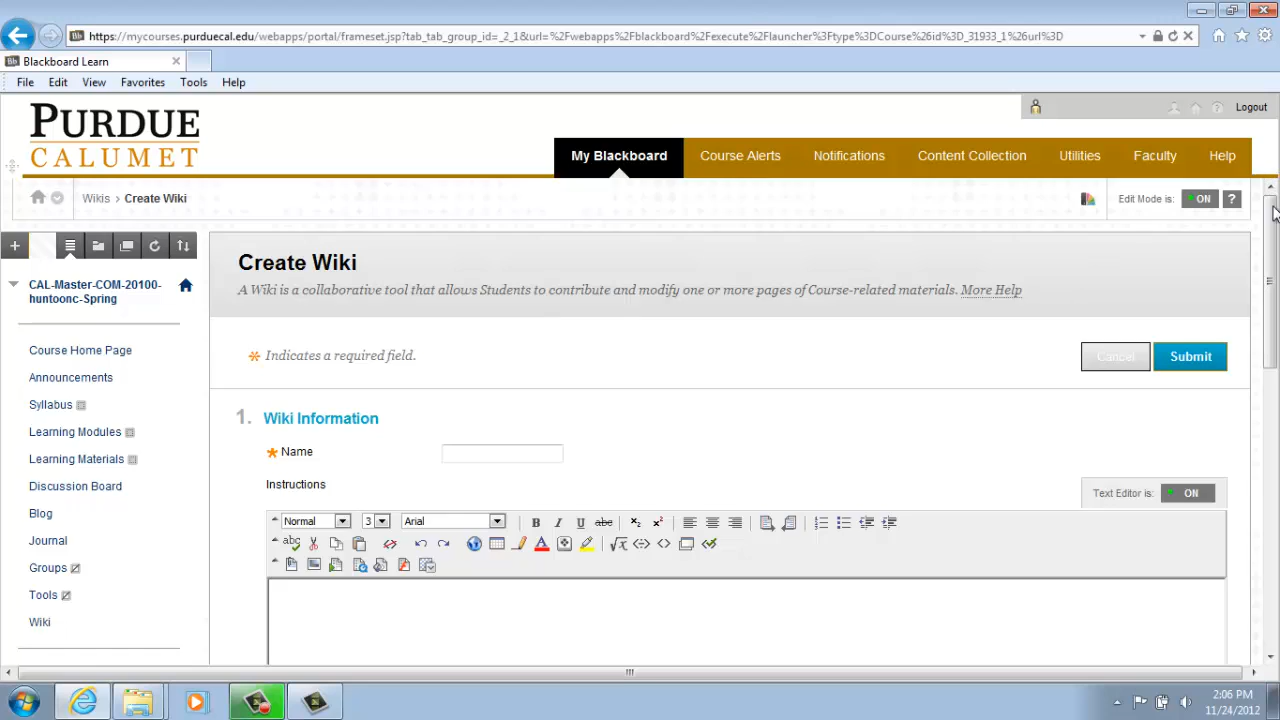 https://mycourses.purduecal.edu/webapps/portal/frameset.jsp?tab_tab_group_id=_2_1&url=%2Fwebapps%2Fblackboard%2Fexecute%2Flauncher%3Ftype%3DCourse%26id%3D_31933_1%26url%3D
Blackboard Learn
File Edit View Favorites Tools Help
PURDUE
CALUMET
Logout
My Blackboard Course Alerts Notifications Content Collection Utilities Faculty Help
Wikis > Create Wiki
Edit Mode is: ON ?
CAL-Master-COM-20100-
huntoonc-Spring
Create Wiki
A Wiki is a collaborative tool that allows Students to contribute and modify one or more pages of Course-related materials. More Help
Indicates a required field.
Cancel Submit
Course Home Page
Announcements
Syllabus
Learning Modules
Learning Materials
Discussion Board
Blog
Journal
Groups
Tools
Wiki
1. Wiki Information
Name
Instructions
Text Editor is: ON
Normal 3 Arial B I U abc x₂ x²
abc
2:06 PM
11/24/2012